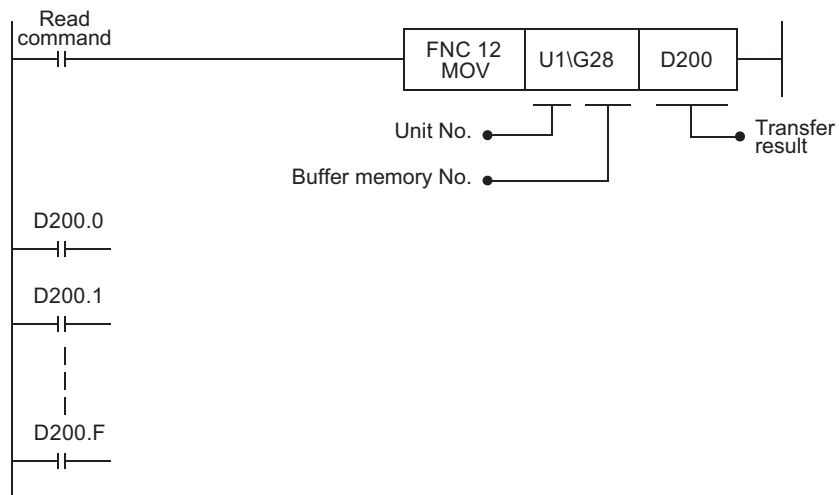 Read
command
FNC 12
MOV
U1\G28
D200
Unit No.
Transfer
result
Buffer memory No.
D200.0
D200.1
D200.F